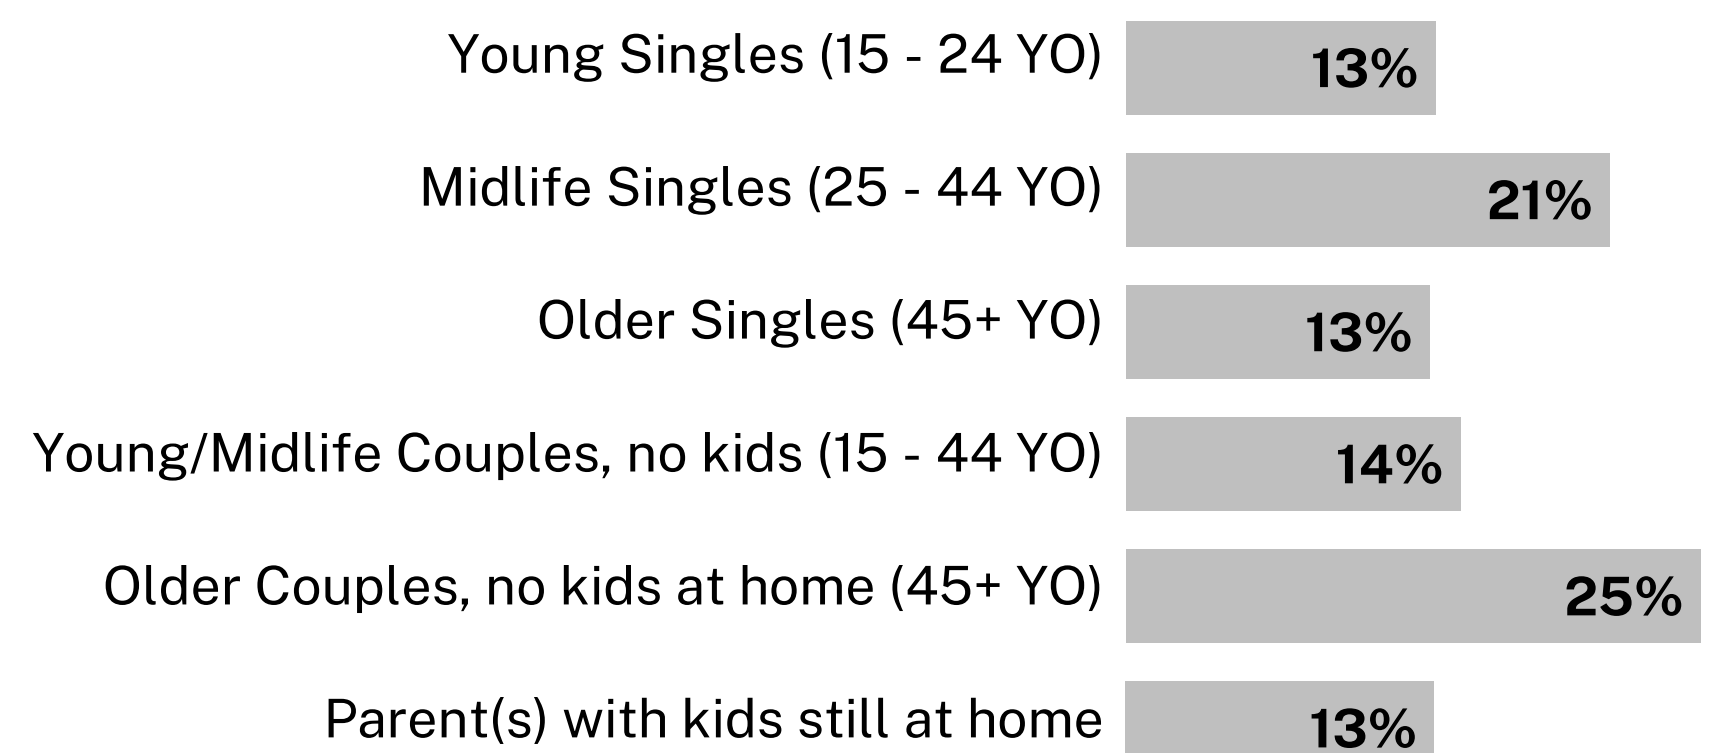 Young Singles (15 - 24 YO) 13%
Midlife Singles (25 - 44 YO) 21%
Older Singles (45+ YO) 13%
Young/Midlife Couples, no kids (15 - 44 YO) 14%
Older Couples, no kids at home (45+ YO) 25%
Parent(s) with kids still at home 13%